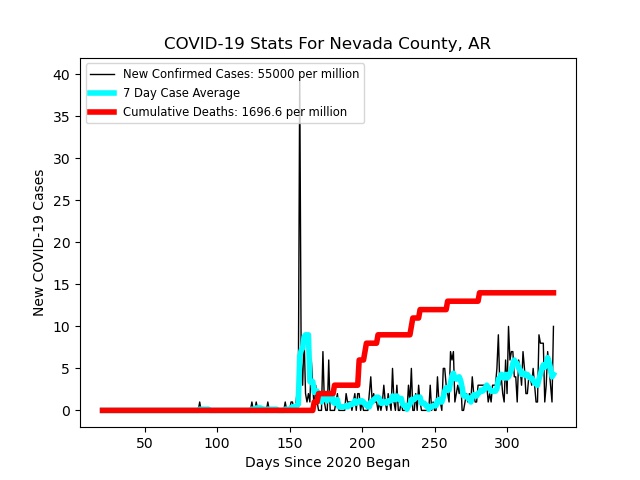 COVID-19 Stats For Nevada County, AR
New Confirmed Cases: 55000 per million
7 Day Case Average
Cumulative Deaths: 1696.6 per million
New COVID-19 Cases
40
35
30
25
20
15
10
5
0
50 100 150 200 250 300
Days Since 2020 Began